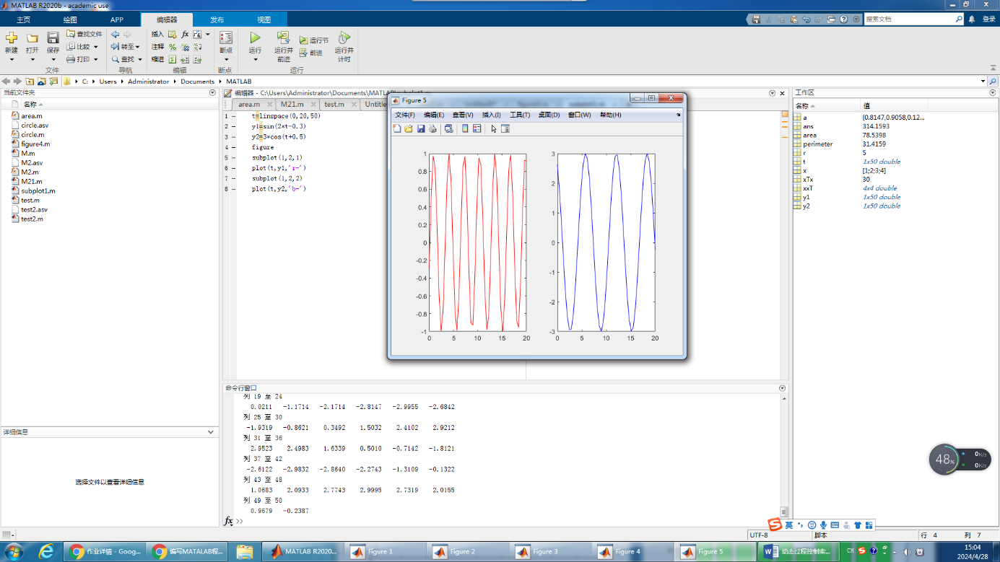 MATLAB R2020b - academic use
主页 绘图 APP 编辑器 发布 视图
搜索文档
登录
新建 打开 保存
查找文件
比较
打印
文件
转至
查找
导航
插入
注释
缩进
编辑
断点
断点
运行
运行并
前进
运行节
前进
运行并
计时
运行
C: Users Administrator Documents MATLAB
当前文件夹
名称
area.m
circle.asv
circle.m
figure4.m
M.m
M2.asv
M2.m
M21.m
subplot1.m
test.m
test2.asv
test2.m
详细信息
选择文件以查看详细信息
编辑器 - C:\Users\Administrator\Documents\MATLAB\subplot1.m
area.m M21.m test.m
1 t=linspace(0,20,50)
2 y1=sin(2*t-0.3)
3 y2=3*cos(t+0.5)
4 figure
5 subplot(1,2,1)
6 plot(t,y1,'r-')
7 subplot(1,2,2)
8 plot(t,y2,'b-')
Figure 5
文件(F) 编辑(E) 查看(V) 插入(I) 工具(T) 桌面(D) 窗口(W) 帮助(H)
1
0.8
0.6
0.4
0.2
0
-0.2
-0.4
-0.6
-0.8
-1
0 5 10 15 20
3
2
1
0
-1
-2
-3
0 5 10 15 20
命令行窗口
列 19 至 24
0.0211 -1.1714 -2.1714 -2.8147 -2.9955 -2.6842
列 25 至 30
-1.9319 -0.8621 0.3492 1.5032 2.4102 2.9212
列 31 至 36
2.9523 2.4983 1.6339 0.5010 -0.7142 -1.8121
列 37 至 42
-2.6122 -2.9832 -2.8640 -2.2743 -1.3109 -0.1322
列 43 至 48
1.0683 2.0933 2.7743 2.9995 2.7319 2.0155
列 49 至 50
0.9679 -0.2387
fx >>
工作区
名称 值
a [0.8147,0.9058,0.12...
ans 314.1593
area 78.5398
perimeter 31.4159
r 5
t 1x50 double
x [1;2;3;4]
xTx 30
xxT 4x4 double
y1 1x50 double
y2 1x50 double
48%
0K/s
0K/s
英
UTF-8 脚本 行 4 列 7
作业详情 - Goog...
编写MATALAB程...
MATLAB R2020...
Figure 1
Figure 2
Figure 3
Figure 4
Figure 5
动态过程控制实...
CH
15:04
2024/4/28